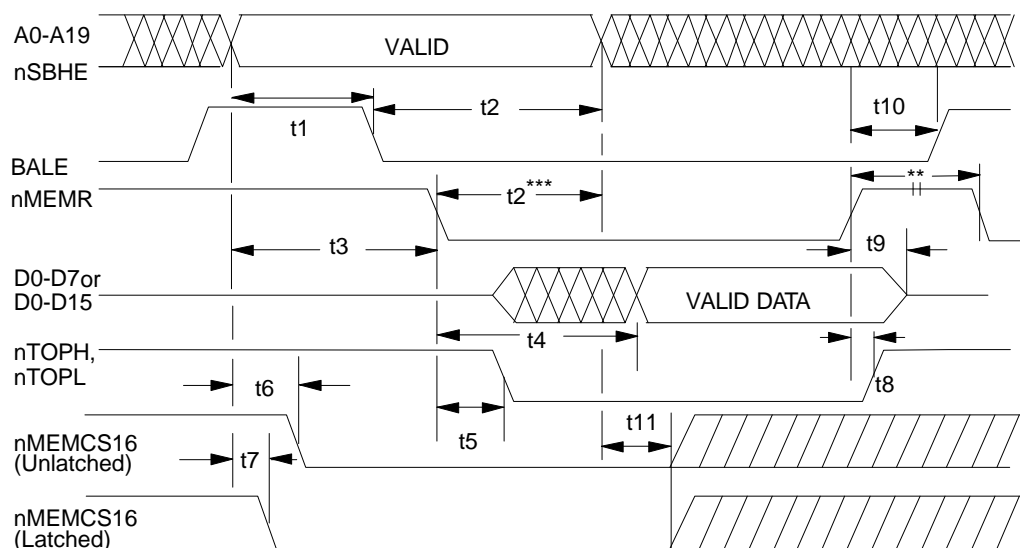 A0-A19
VALID
nSBHE
t1
t2
t10
BALE
nMEMR
t2***
**
t3
t9
D0-D7or
D0-D15
VALID DATA
t4
nTOPH,
nTOPL
t6
t8
t5
t11
nMEMCS16
(Unlatched)
t7
nMEMCS16
(Latched)